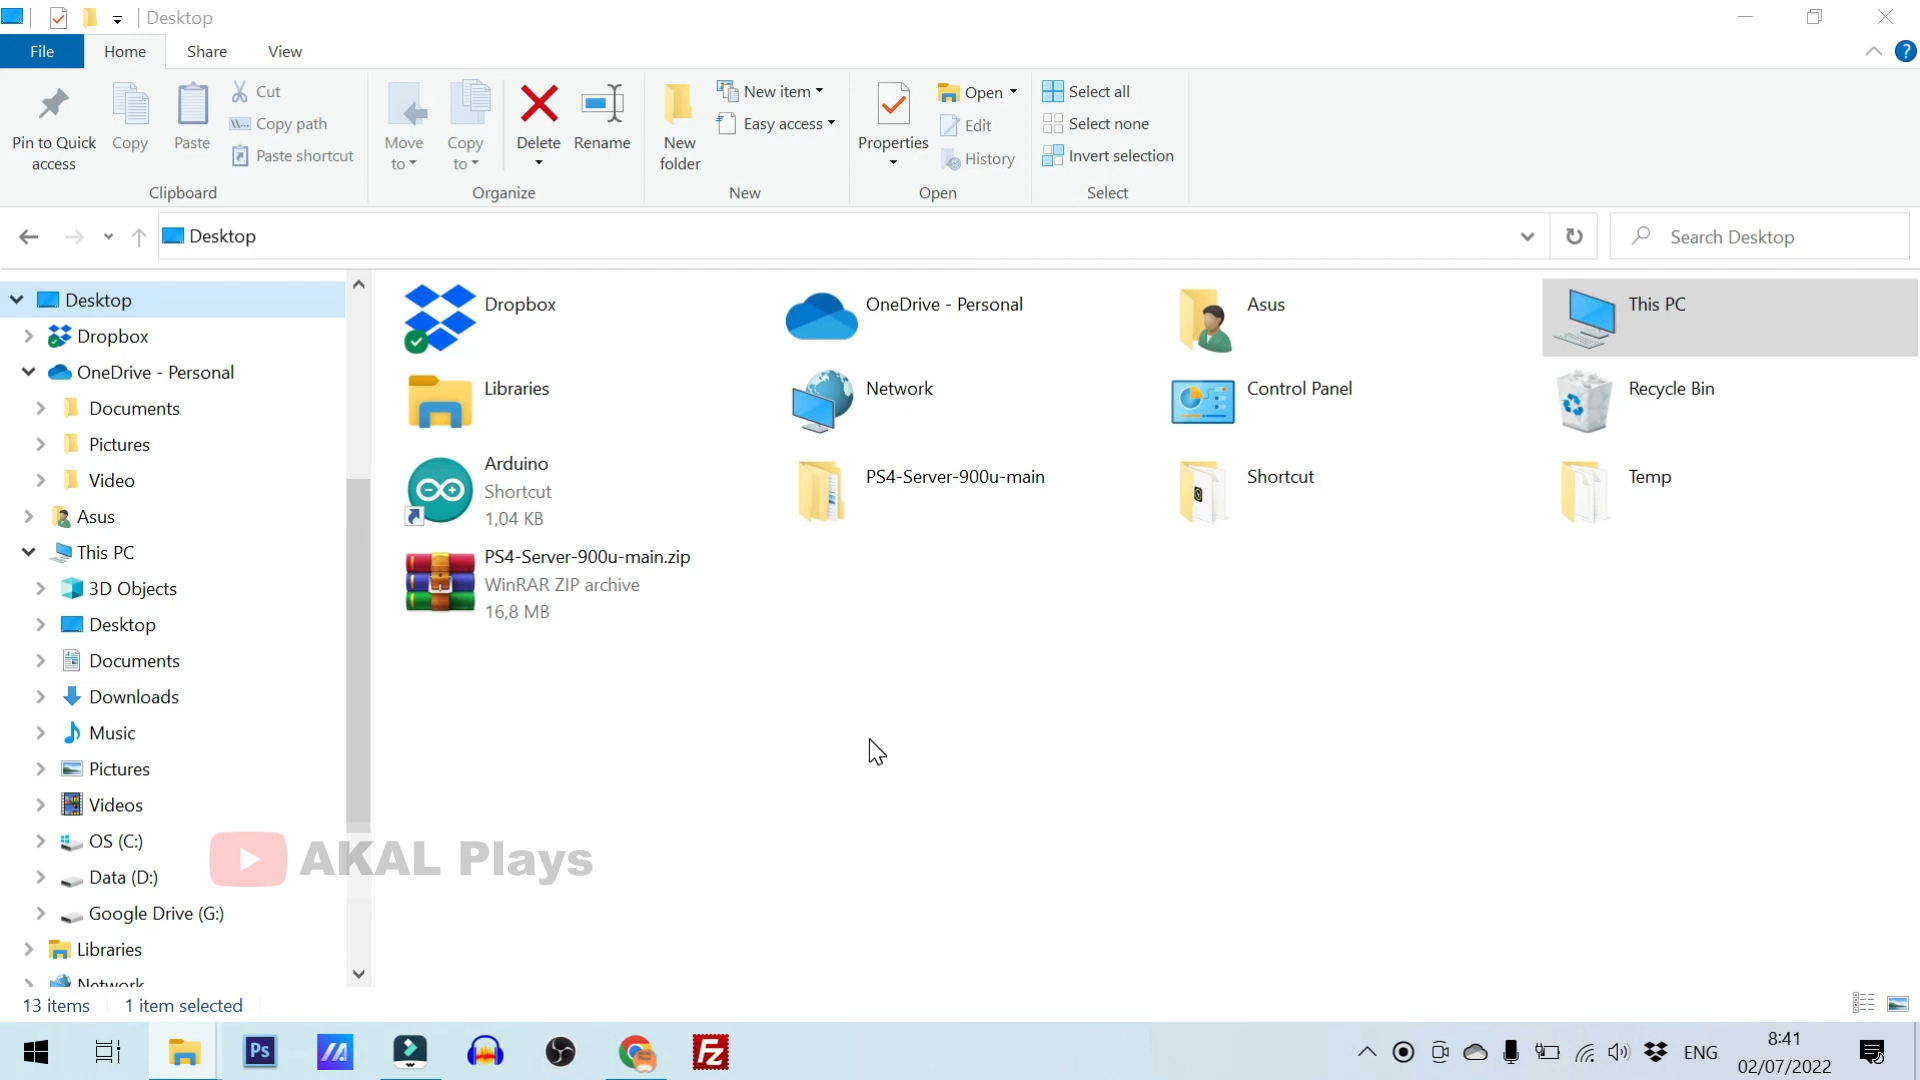 Desktop
File Home Share View
Pin to Quick access
Copy
Paste
Cut
Copy path
Paste shortcut
Clipboard
Move to
Copy to
Delete
Rename
Organize
New folder
New item
Easy access
New
Properties
Open
Edit
History
Open
Select all
Select none
Invert selection
Select
Desktop
Search Desktop
Desktop
Dropbox
OneDrive - Personal
Documents
Pictures
Video
Asus
This PC
3D Objects
Desktop
Documents
Downloads
Music
Pictures
Videos
OS (C:)
Data (D:)
Google Drive (G:)
Libraries
Network
Dropbox
OneDrive - Personal
Asus
This PC
Libraries
Network
Control Panel
Recycle Bin
Arduino
Shortcut
1,04 KB
PS4-Server-900u-main
Shortcut
Temp
PS4-Server-900u-main.zip
WinRAR ZIP archive
16,8 MB
AKAL Plays
13 items 1 item selected
Ps
Fz
ENG
8:41
02/07/2022